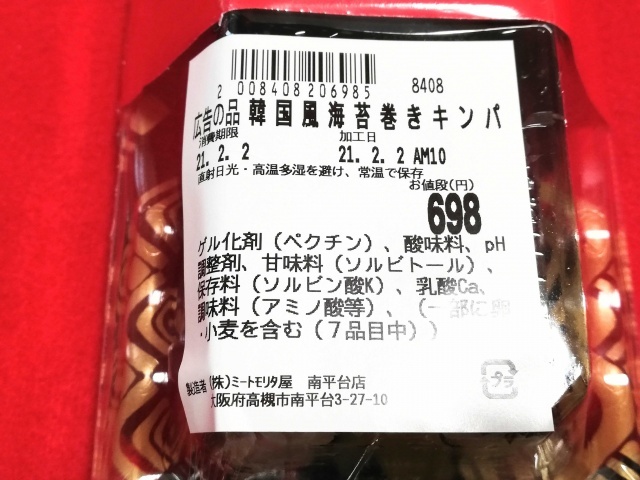 2 008408 206985
8408
広告の品 韓国風海苔巻きキンパ
消費期限 加工日
21. 2. 2 21. 2. 2 AM10
直射日光・高温多湿を避け、常温で保存
お値段(円)
698
ゲル化剤（ペクチン）、酸味料、pH
調整剤、甘味料（ソルビトール）、
保存料（ソルビン酸K）、乳酸Ca、
調味料（アミノ酸等）、（一部に卵
・小麦を含む（7品目中））
プラ
製造者 (株)ミートモリタ屋 南平台店
大阪府高槻市南平台3-27-10